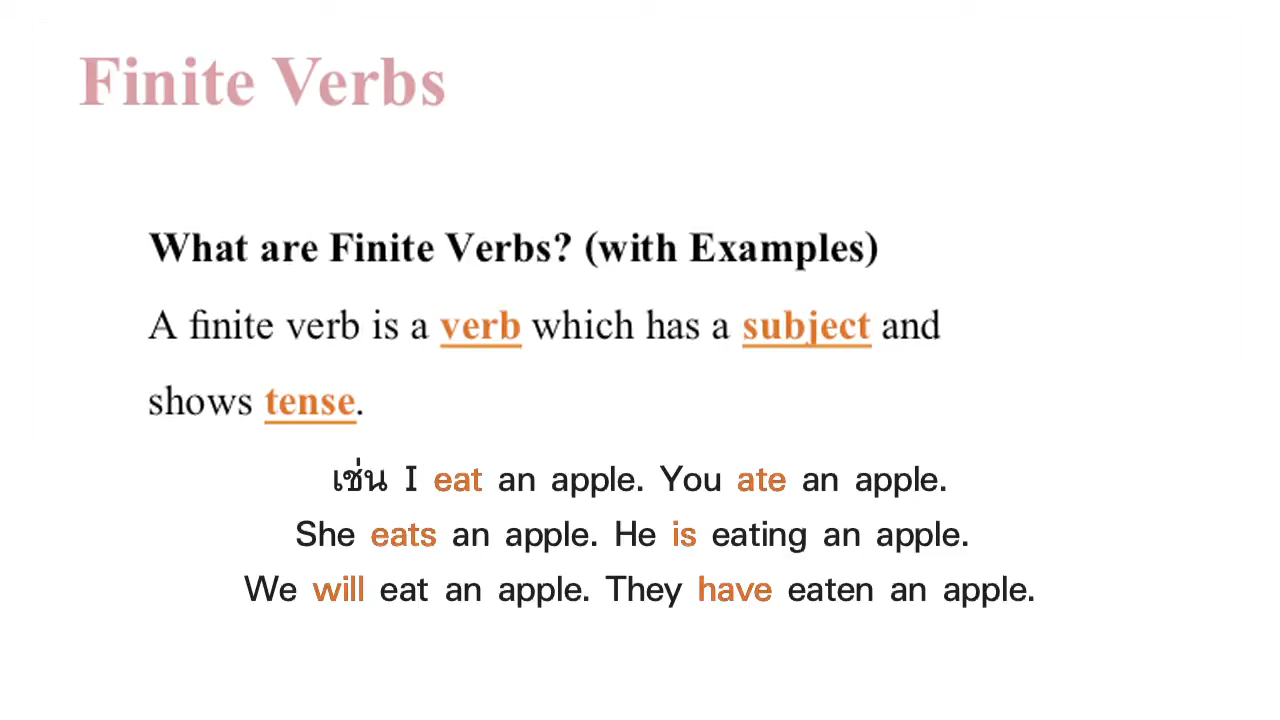 Finite Verbs
What are Finite Verbs? (with Examples)
A finite verb is a verb which has a subject and
shows tense.
เช่น I eat an apple. You ate an apple.
She eats an apple. He is eating an apple.
We will eat an apple. They have eaten an apple.